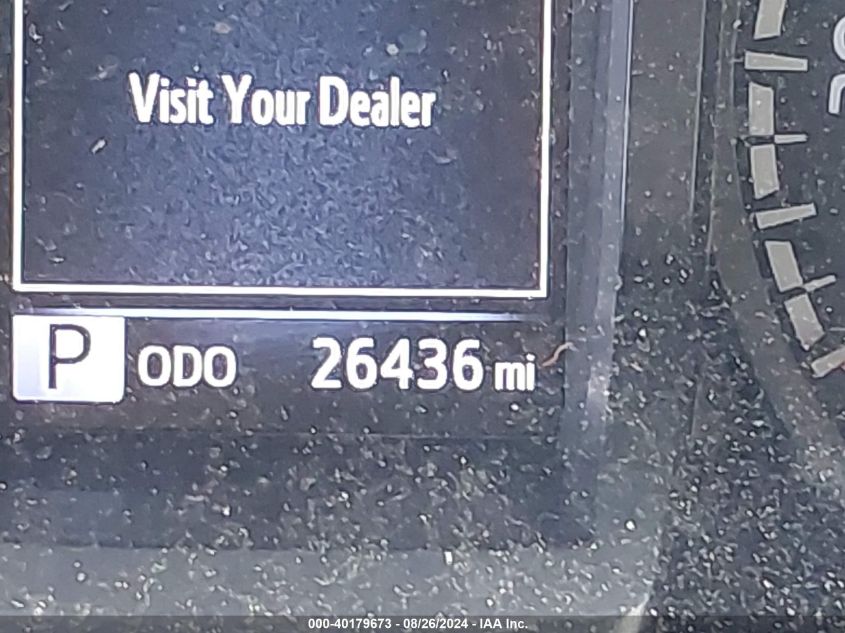 Visit Your Dealer
P ODO 26436 mi
000-40179673 - 08/26/2024 - IAA Inc.